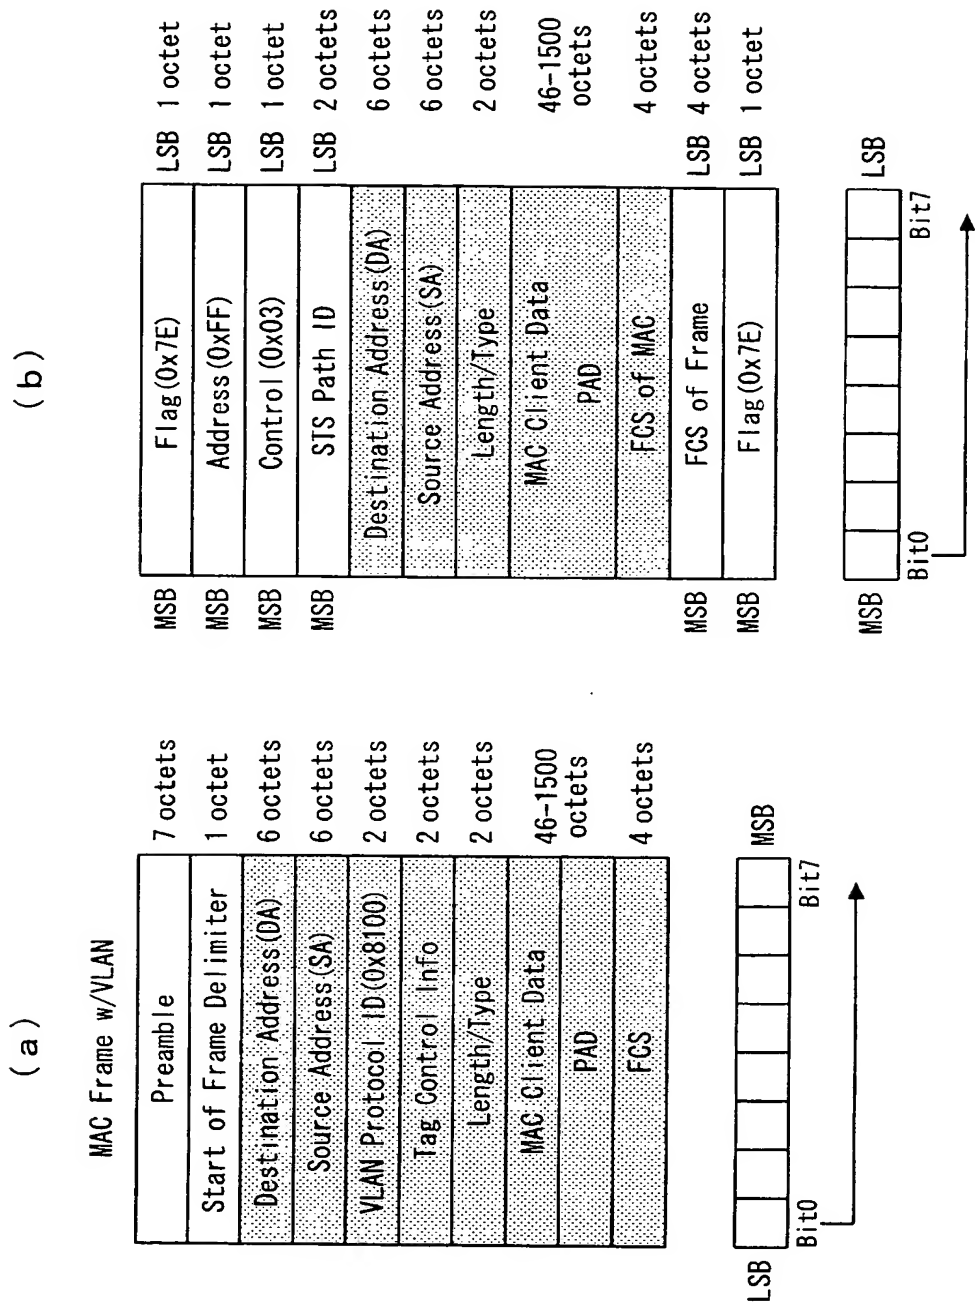 (a)
MAC Frame w/VLAN
Preamble 7 octets
Start of Frame Delimiter 1 octet
Destination Address(DA) 6 octets
Source Address(SA) 6 octets
VLAN Protocol ID(0x8100) 2 octets
Tag Control Info 2 octets
Length/Type 2 octets
MAC Client Data 46-1500
PAD octets
FCS 4 octets
LSB MSB
Bit0 Bit7
(b)
MSB Flag(0x7E) LSB 1 octet
MSB Address(0xFF) LSB 1 octet
MSB Control(0x03) LSB 1 octet
MSB STS Path ID LSB 2 octets
Destination Address(DA) 6 octets
Source Address(SA) 6 octets
Length/Type 2 octets
MAC Client Data 46-1500
PAD octets
FCS of MAC 4 octets
MSB FCS of Frame LSB 4 octets
MSB Flag(0x7E) LSB 1 octet
MSB LSB
Bit0 Bit7